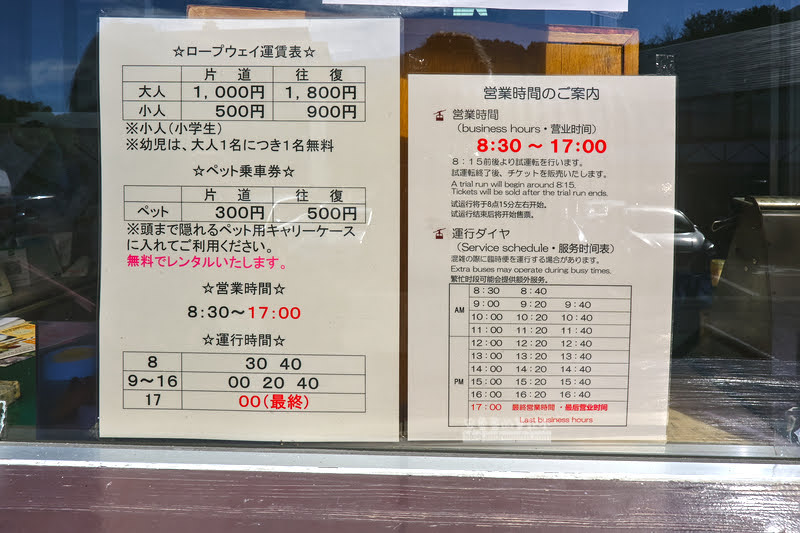 ☆ロープウェイ運賃表☆
片 道 往 復
大人 1,000円 1,800円
小人 500円 900円
※小人(小学生)
※幼児は、大人1名につき1名無料
☆ペット乗車券☆
片 道 往 復
ペット 300円 500円
※頭まで隠れるペット用キャリーケース
に入れてご利用ください。
無料でレンタルいたします。
☆営業時間☆
8:30~17:00
☆運行時間☆
8 30 40
9~16 00 20 40
17 00(最終)
営業時間のご案内
営業時間
(business hours・营业时间)
8:30 ~ 17:00
8:15前後より試運転を行います。
試運転終了後、チケットを販売いたします。
A trial run will begin around 8:15.
Tickets will be sold after the trial run ends.
试运行将于8点15分左右开始。
试运行结束后将开始售票。
運行ダイヤ
(Service schedule・服务时间表)
混雑の際に臨時便を運行する場合があります。
Extra buses may operate during busy times.
繁忙时段可能会提供额外服务。
AM 8:30 8:40
9:00 9:20 9:40
10:00 10:20 10:40
11:00 11:20 11:40
PM 12:00 12:20 12:40
13:00 13:20 13:40
14:00 14:20 14:40
15:00 15:20 15:40
16:00 16:20 16:40
17:00 最終営業時間・最后营业时间
Last business hours